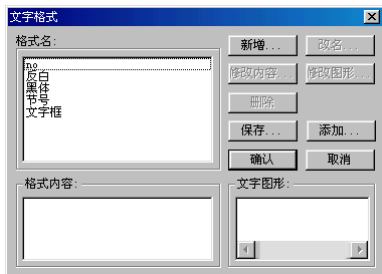 文字格式
格式名:
no
反白
黑体
节号
文字框
新增...
改名...
修改内容...
修改图形...
删除
保存...
添加...
确认
取消
格式内容:
文字图形: